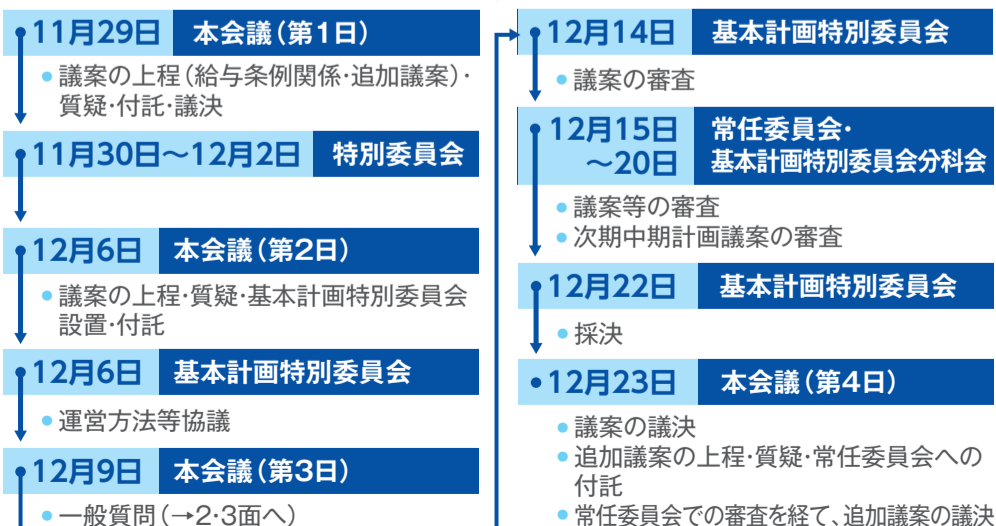 11月29日 本会議（第1日）
●議案の上程（給与条例関係・追加議案）・
質疑・付託・議決
11月30日～12月2日 特別委員会
12月6日 本会議（第2日）
●議案の上程・質疑・基本計画特別委員会
設置・付託
12月6日 基本計画特別委員会
●運営方法等協議
12月9日 本会議（第3日）
●一般質問（→2・3面へ）
12月14日 基本計画特別委員会
●議案の審査
12月15日 常任委員会・
～20日 基本計画特別委員会分科会
●議案等の審査
●次期中期計画議案の審査
12月22日 基本計画特別委員会
●採決
12月23日 本会議（第4日）
●議案の議決
●追加議案の上程・質疑・常任委員会への
付託
●常任委員会での審査を経て、追加議案の議決